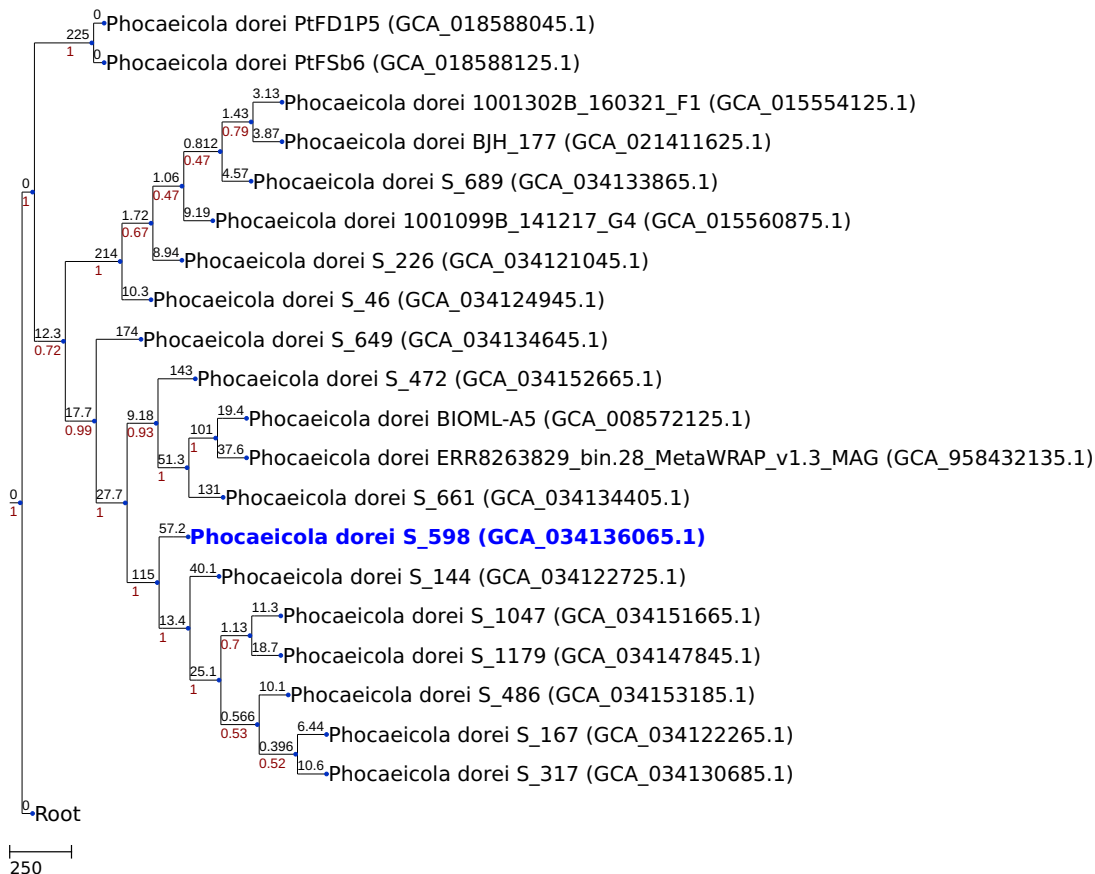 0
Phocaeicola dorei PtFD1P5 (GCA_018588045.1)
225
1
0
Phocaeicola dorei PtFSb6 (GCA_018588125.1)
3.13
Phocaeicola dorei 1001302B_160321_F1 (GCA_015554125.1)
1.43
0.79
3.87
Phocaeicola dorei BJH_177 (GCA_021411625.1)
0.812
0.47
4.57
Phocaeicola dorei S_689 (GCA_034133865.1)
1.06
0.47
9.19
Phocaeicola dorei 1001099B_141217_G4 (GCA_015560875.1)
0
1
1.72
0.67
8.94
Phocaeicola dorei S_226 (GCA_034121045.1)
214
1
10.3
Phocaeicola dorei S_46 (GCA_034124945.1)
12.3
0.72
174
Phocaeicola dorei S_649 (GCA_034134645.1)
143
Phocaeicola dorei S_472 (GCA_034152665.1)
17.7
0.99
9.18
0.93
19.4
Phocaeicola dorei BIOML-A5 (GCA_008572125.1)
101
1
37.6
Phocaeicola dorei ERR8263829_bin.28_MetaWRAP_v1.3_MAG (GCA_958432135.1)
51.3
1
131
Phocaeicola dorei S_661 (GCA_034134405.1)
0
1
27.7
1
57.2
Phocaeicola dorei S_598 (GCA_034136065.1)
115
1
40.1
Phocaeicola dorei S_144 (GCA_034122725.1)
11.3
Phocaeicola dorei S_1047 (GCA_034151665.1)
13.4
1
1.13
0.7
18.7
Phocaeicola dorei S_1179 (GCA_034147845.1)
25.1
1
10.1
Phocaeicola dorei S_486 (GCA_034153185.1)
0.566
0.53
6.44
Phocaeicola dorei S_167 (GCA_034122265.1)
0.396
0.52
10.6
Phocaeicola dorei S_317 (GCA_034130685.1)
0
Root
250